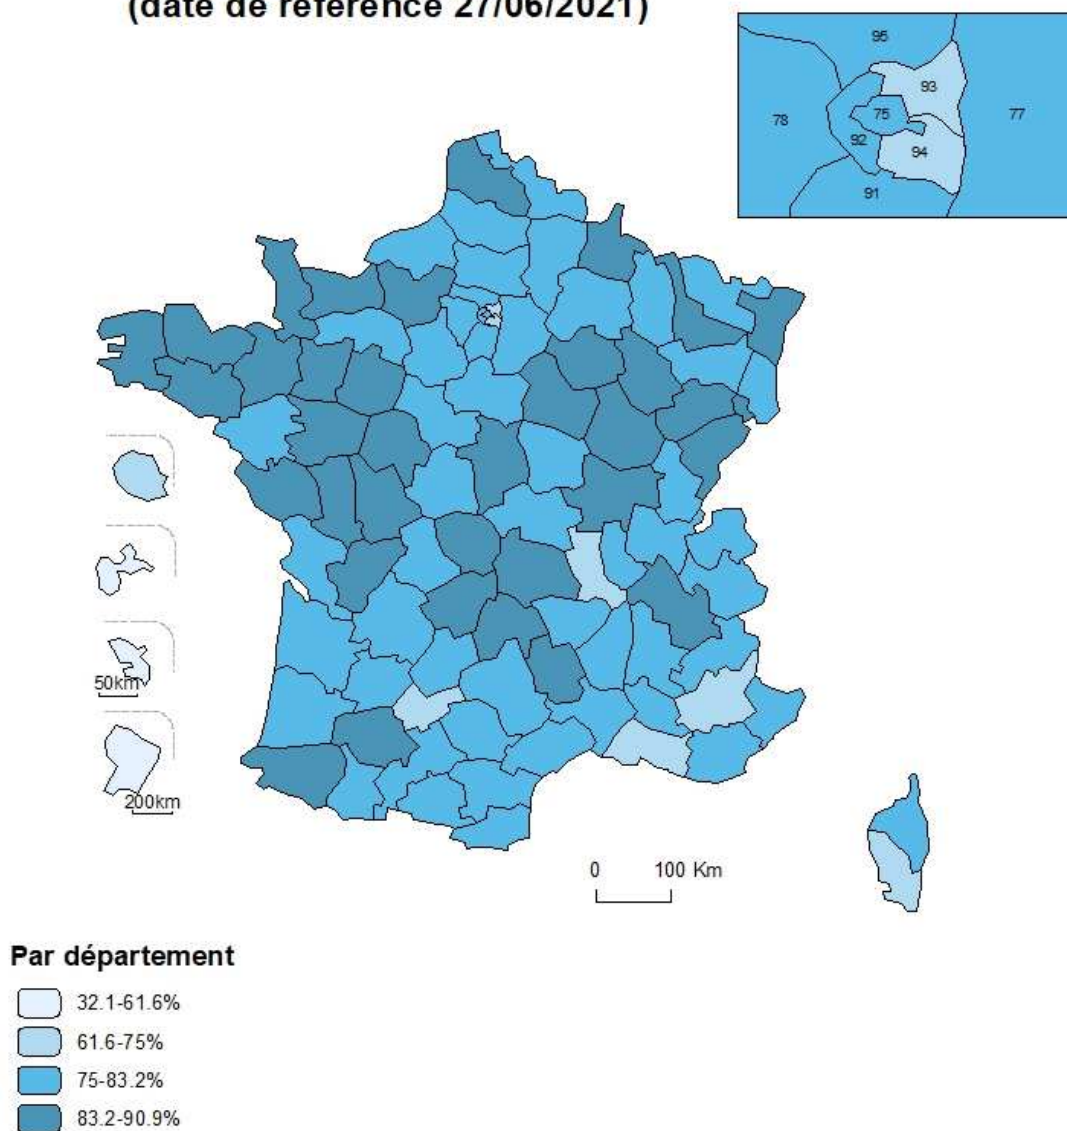 (date de référence 27/06/2021)
95
93
78
75
77
92
94
91
50km
200km
0 100 Km
Par département
32.1-61.6%
61.6-75%
75-83.2%
83.2-90.9%